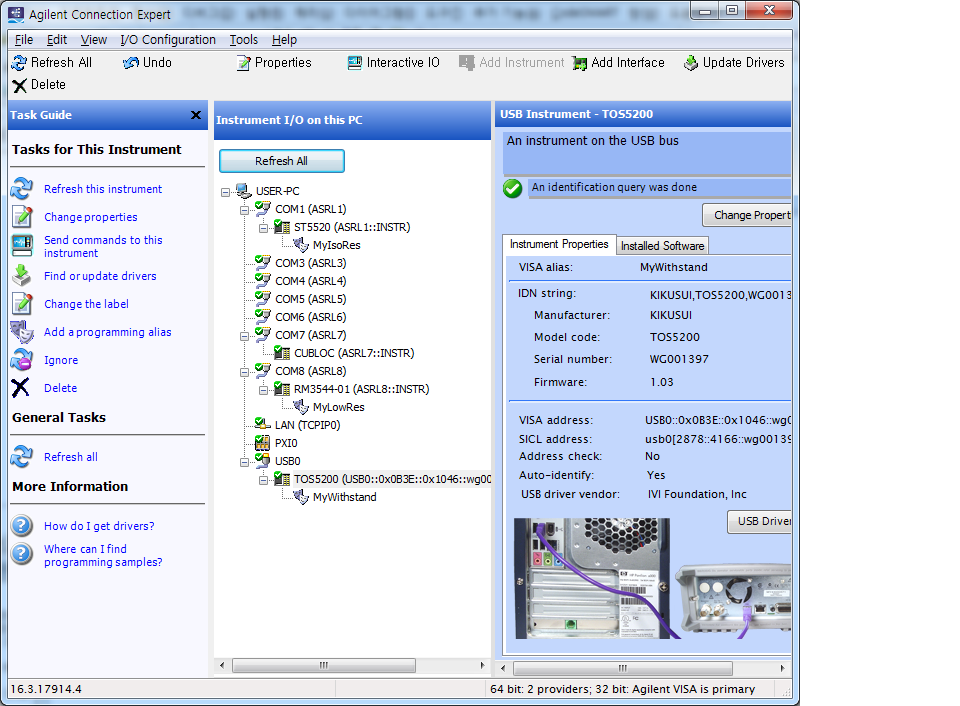 Agilent Connection Expert
File Edit View I/O Configuration Tools Help
Refresh All Undo Properties Interactive IO Add Instrument Add Interface Update Drivers
Delete
Task Guide
Tasks for This Instrument
Refresh this instrument
Change properties
Send commands to this
instrument
Find or update drivers
Change the label
Add a programming alias
Ignore
Delete
General Tasks
Refresh all
More Information
How do I get drivers?
Where can I find
programming samples?
Instrument I/O on this PC
Refresh All
USER-PC
COM1 (ASRL1)
ST5520 (ASRL1::INSTR)
MyIsoRes
COM3 (ASRL3)
COM4 (ASRL4)
COM5 (ASRL5)
COM6 (ASRL6)
COM7 (ASRL7)
CUBLOC (ASRL7::INSTR)
COM8 (ASRL8)
RM3544-01 (ASRL8::INSTR)
MyLowRes
LAN (TCPIP0)
PXI0
USB0
TOS5200 (USB0::0x0B3E::0x1046::wg00
MyWithstand
USB Instrument - TOS5200
An instrument on the USB bus
An identification query was done
Change Propert
Instrument Properties Installed Software
VISA alias: MyWithstand
IDN string: KIKUSUI,TOS5200,WG0013
Manufacturer: KIKUSUI
Model code: TOS5200
Serial number: WG001397
Firmware: 1.03
VISA address: USB0::0x0B3E::0x1046::wg0
SICL address: usb0[2878::4166::wg00139
Address check: No
Auto-identify: Yes
USB driver vendor: IVI Foundation, Inc
USB Driver
16.3.17914.4
64 bit: 2 providers; 32 bit: Agilent VISA is primary